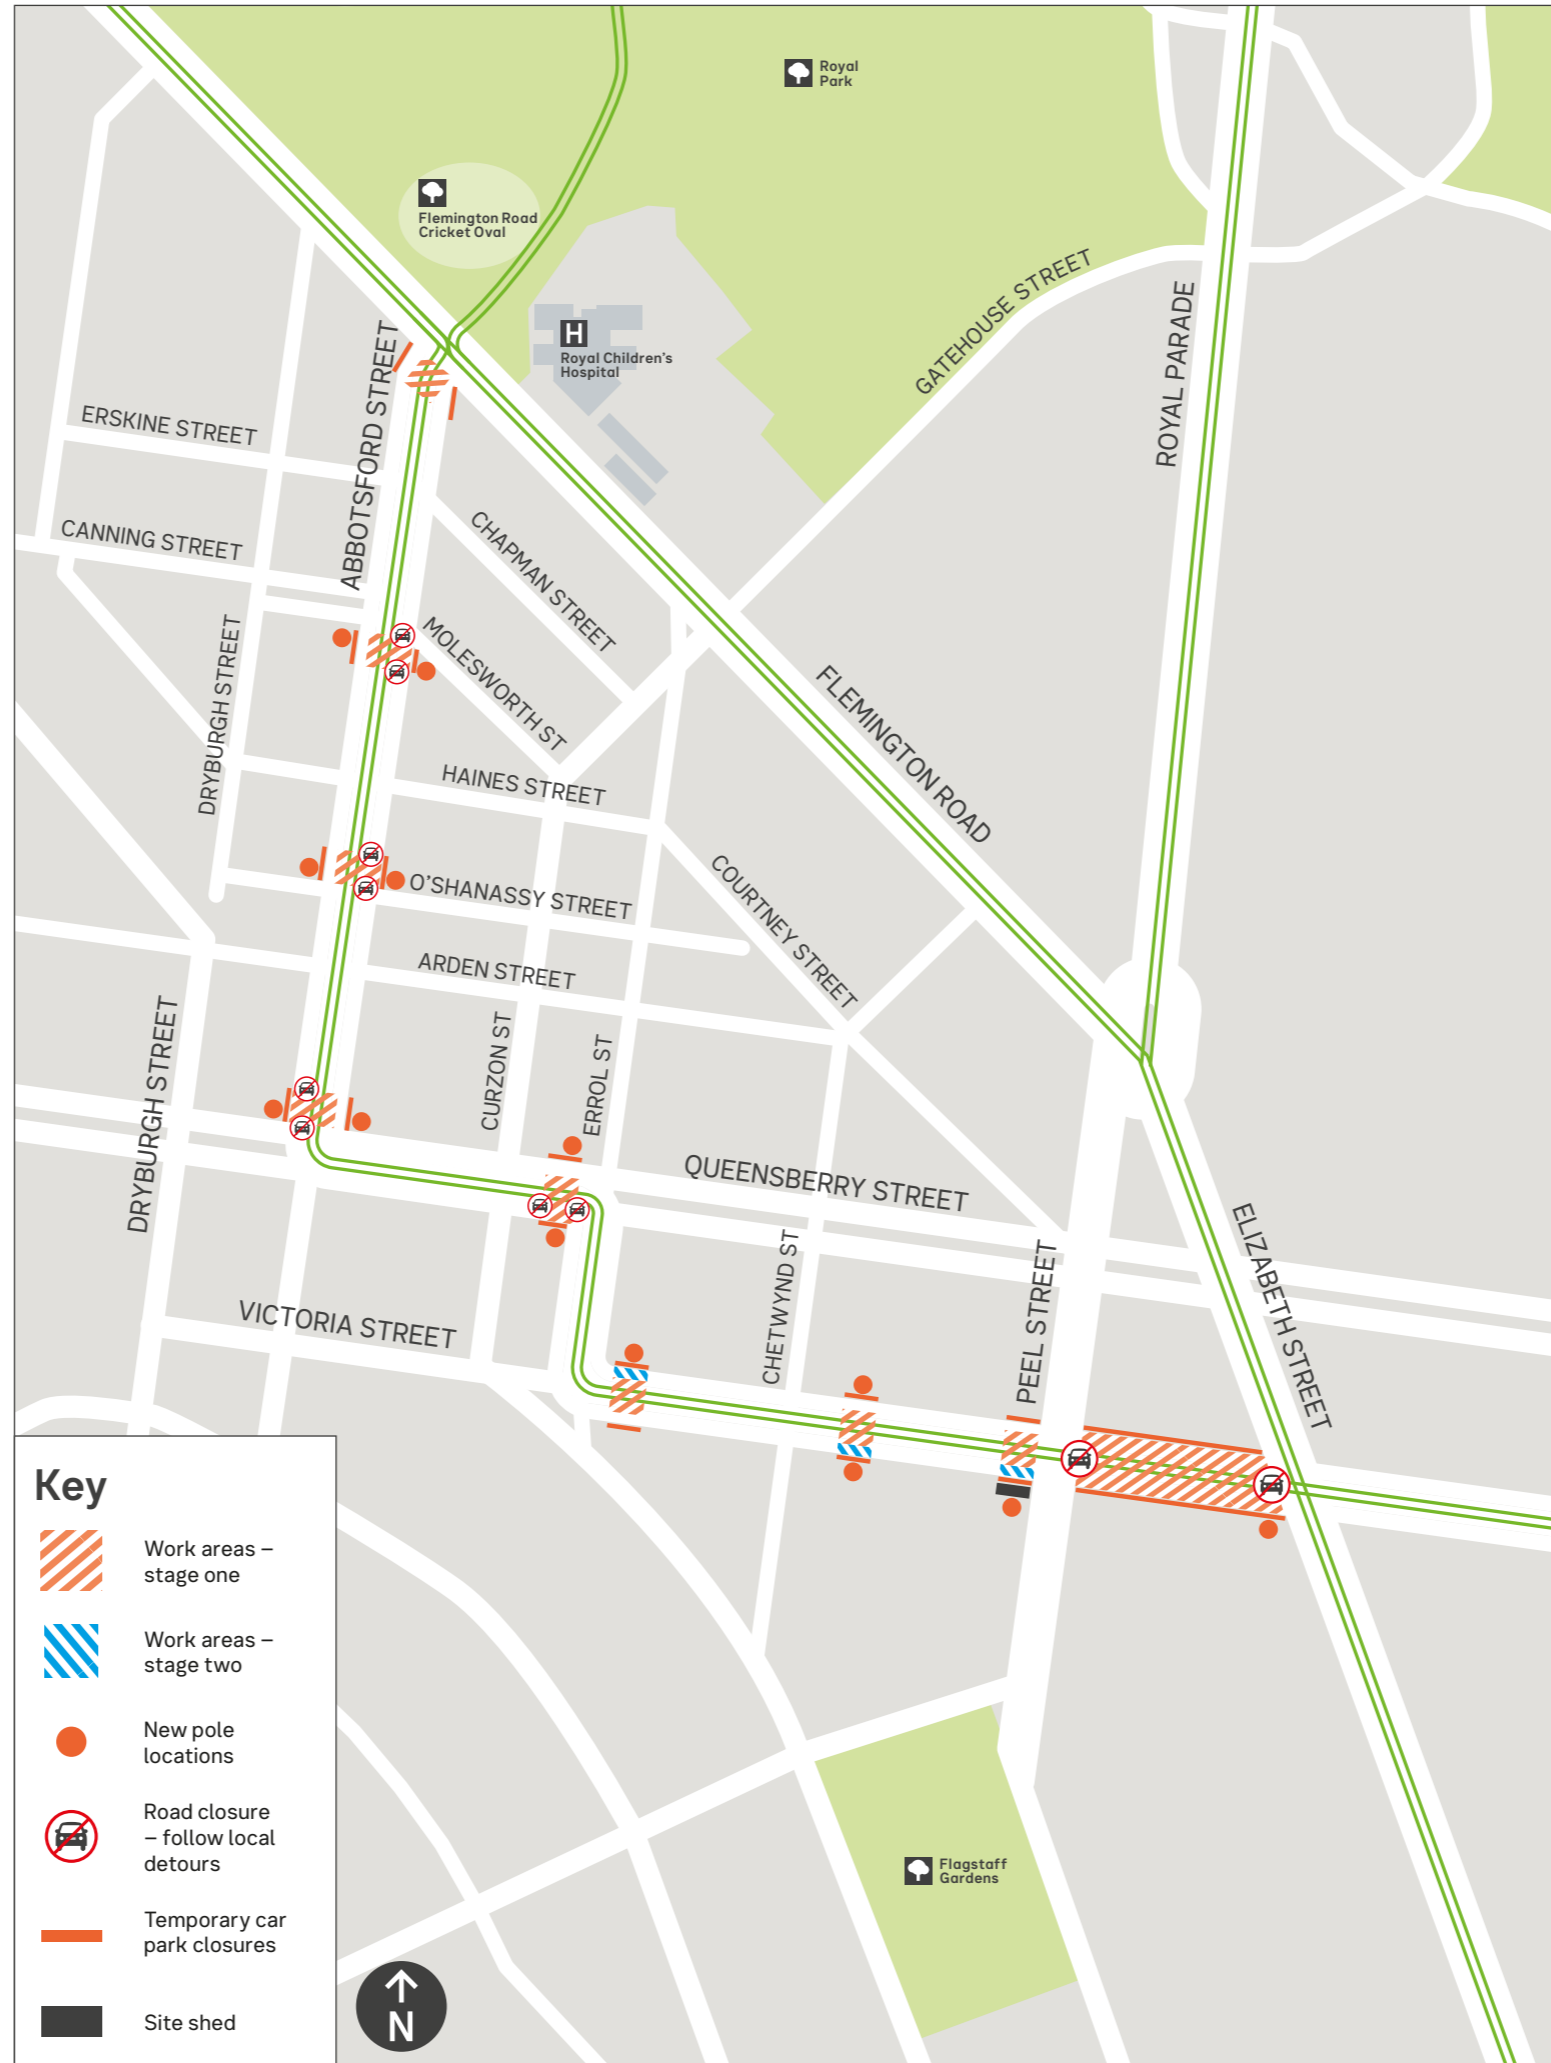 Royal
Park
Flemington Road
Cricket Oval
GATEHOUSE STREET
ROYAL PARADE
H
Royal Children's
Hospital
ABBOTSFORD STREET
ERSKINE STREET
CANNING STREET
CHAPMAN STREET
MOLESWORTH ST
DRYBURGH STREET
FLEMINGTON ROAD
HAINES STREET
COURTNEY STREET
O'SHANASSY STREET
ARDEN STREET
DRYBURGH STREET
CURZON ST
ERROL ST
QUEENSBERRY STREET
CHETWYND ST
PEEL STREET
ELIZABETH STREET
VICTORIA STREET
Flagstaff
Gardens
Key
Work areas –
stage one
Work areas –
stage two
New pole
locations
Road closure
– follow local
detours
Temporary car
park closures
Site shed
N